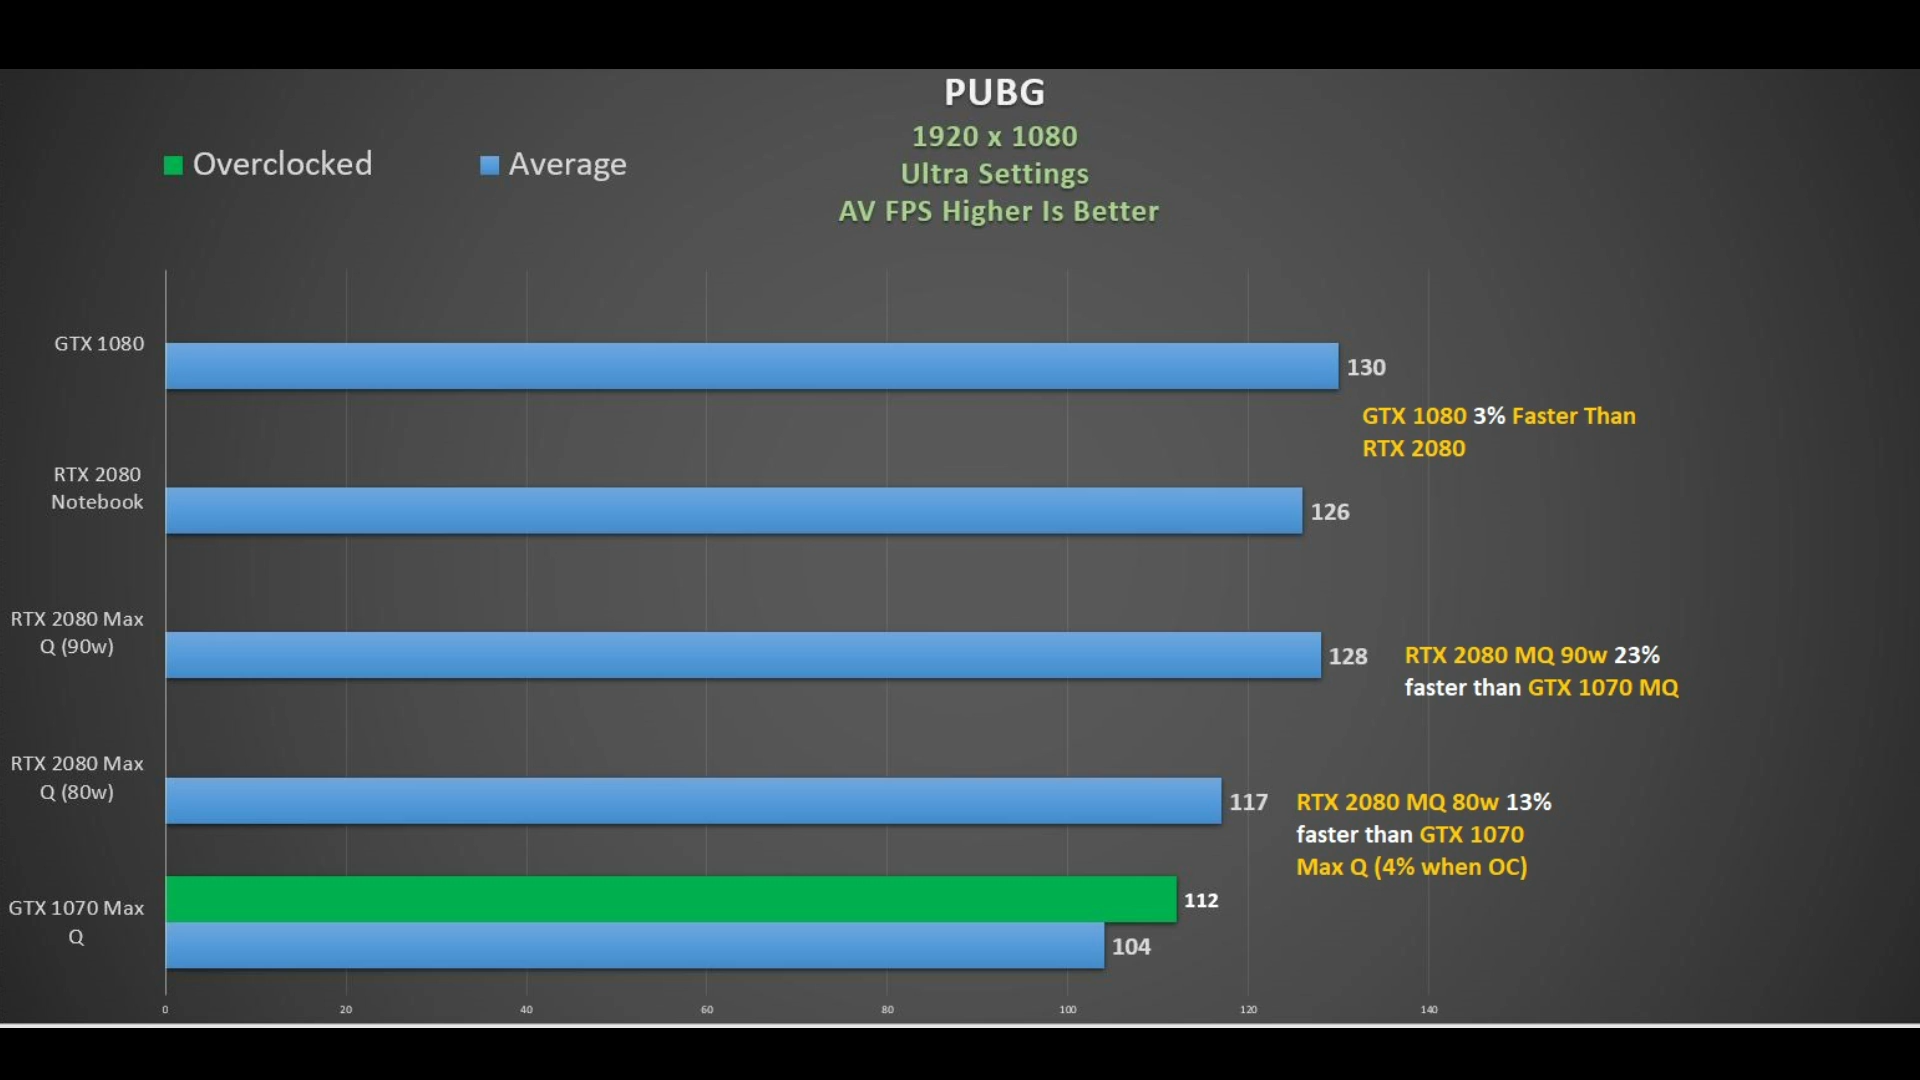 PUBG
1920 x 1080
Ultra Settings
AV FPS Higher Is Better
Overclocked
Average
GTX 1080
130
GTX 1080 3% Faster Than
RTX 2080
RTX 2080
Notebook
126
RTX 2080 Max
Q (90w)
128
RTX 2080 MQ 90w 23%
faster than GTX 1070 MQ
RTX 2080 Max
Q (80w)
117
RTX 2080 MQ 80w 13%
faster than GTX 1070
Max Q (4% when OC)
GTX 1070 Max
Q
112
104
0 20 40 60 80 100 120 140